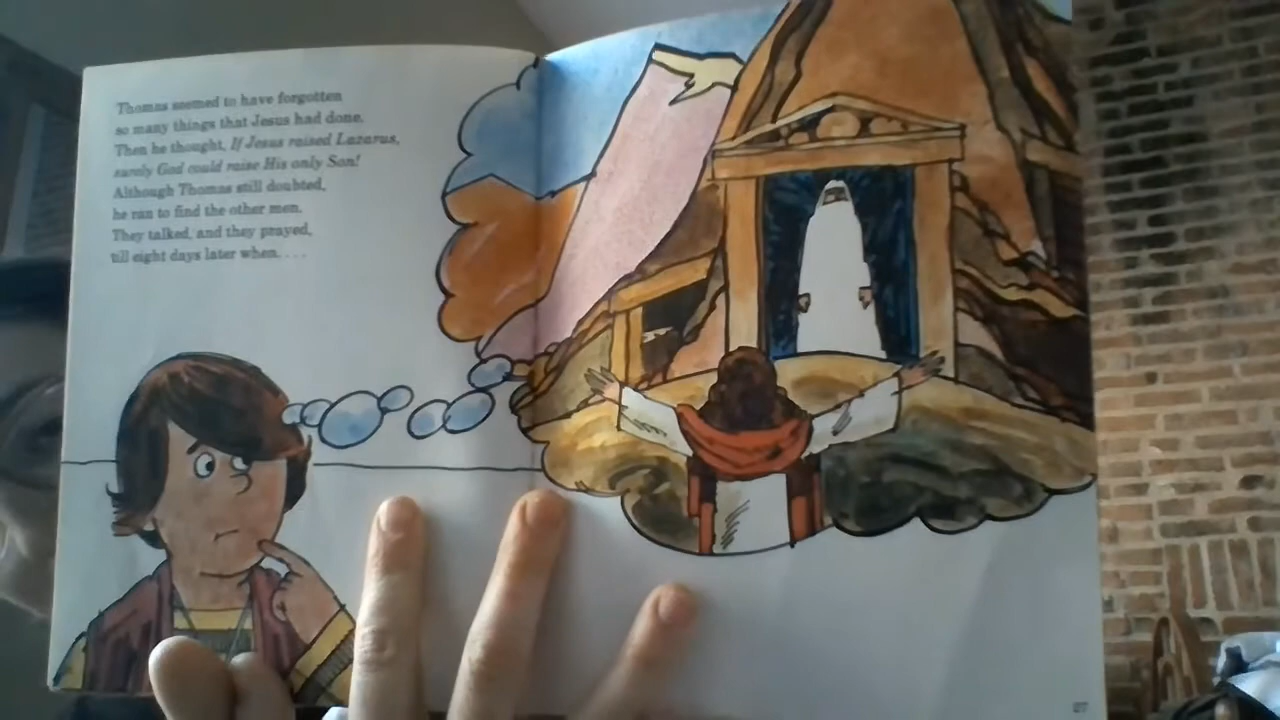 Thomas seemed to have forgotten
so many things that Jesus had done.
Then he thought, If Jesus raised Lazarus,
surely God could raise His only Son!
Although Thomas still doubted,
he ran to find the other men.
They talked, and they prayed,
till eight days later when. . . .